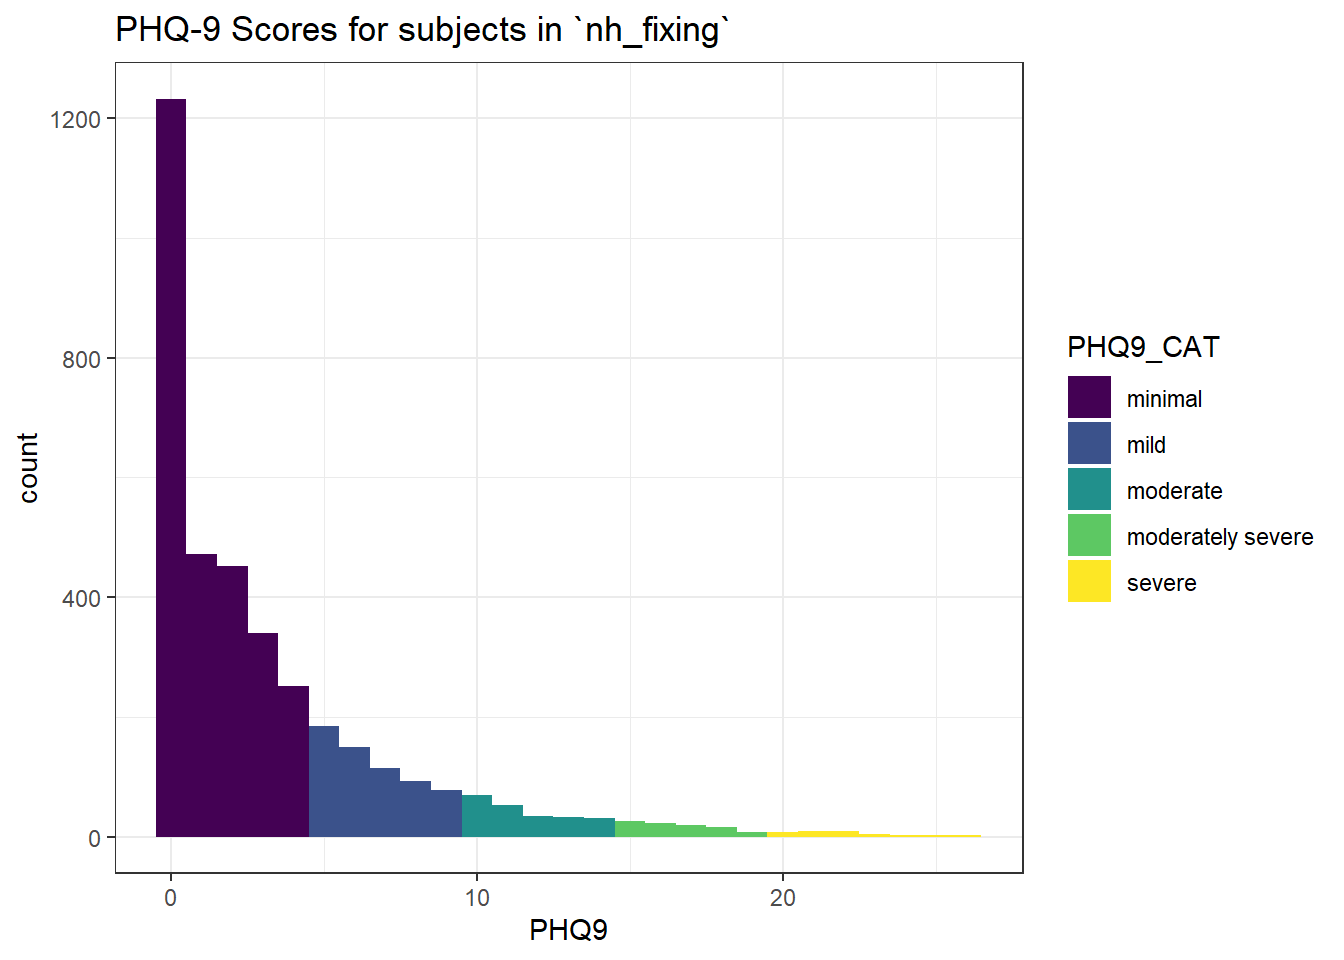 PHQ-9 Scores for subjects in `nh_fixing`
1200
800
400
0
count
0
10
20
PHQ9
PHQ9_CAT
minimal
mild
moderate
moderately severe
severe